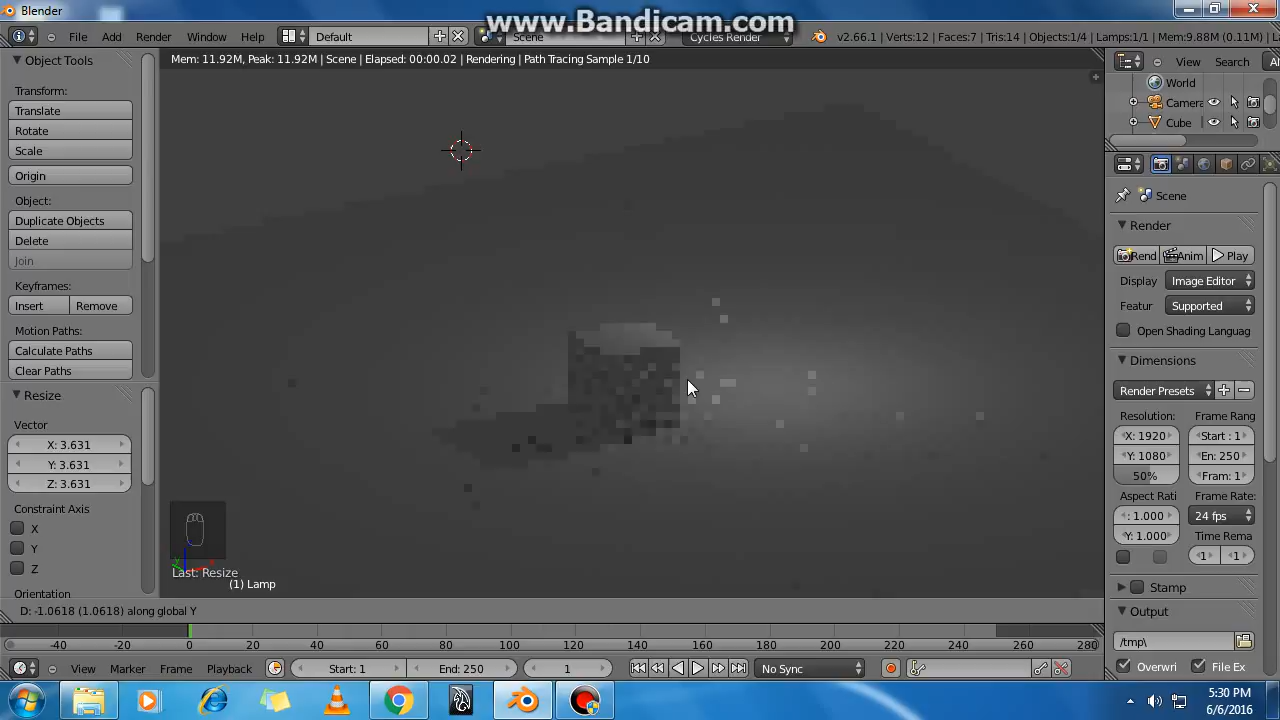 Blender
www.Bandicam.com
File Add Render Window Help Default Scene Cycles Render v2.66.1 | Verts:12 | Faces:7 | Tris:14 | Objects:1/4 | Lamps:1/1 | Mem:9.88M (0.11M) | La
Object Tools
Transform:
Translate
Rotate
Scale
Origin
Object:
Duplicate Objects
Delete
Join
Keyframes:
Insert Remove
Motion Paths:
Calculate Paths
Clear Paths
Resize
Vector
X: 3.631
Y: 3.631
Z: 3.631
Constraint Axis
X
Y
Z
Orientation
Mem: 11.92M, Peak: 11.92M | Scene | Elapsed: 00:00.02 | Rendering | Path Tracing Sample 1/10
Last: Resize
(1) Lamp
D: -1.0618 (1.0618) along global Y
View Search Al
World
Camera
Cube
Scene
Render
Rend Anim Play
Display Image Editor
Featur Supported
Open Shading Languag
Dimensions
Render Presets
Resolution: Frame Rang
X: 1920 Start : 1
Y: 1080 En: 250
50% Fram: 1
Aspect Rati Frame Rate:
: 1.000 24 fps
Y: 1.000 Time Rema
1 1
Stamp
Output
/tmp\
Overwri File Ex
-40 -20 0 20 40 60 80 100 120 140 160 180 200 220 240 260 280
View Marker Frame Playback Start: 1 End: 250 1 No Sync
5:30 PM
6/6/2016